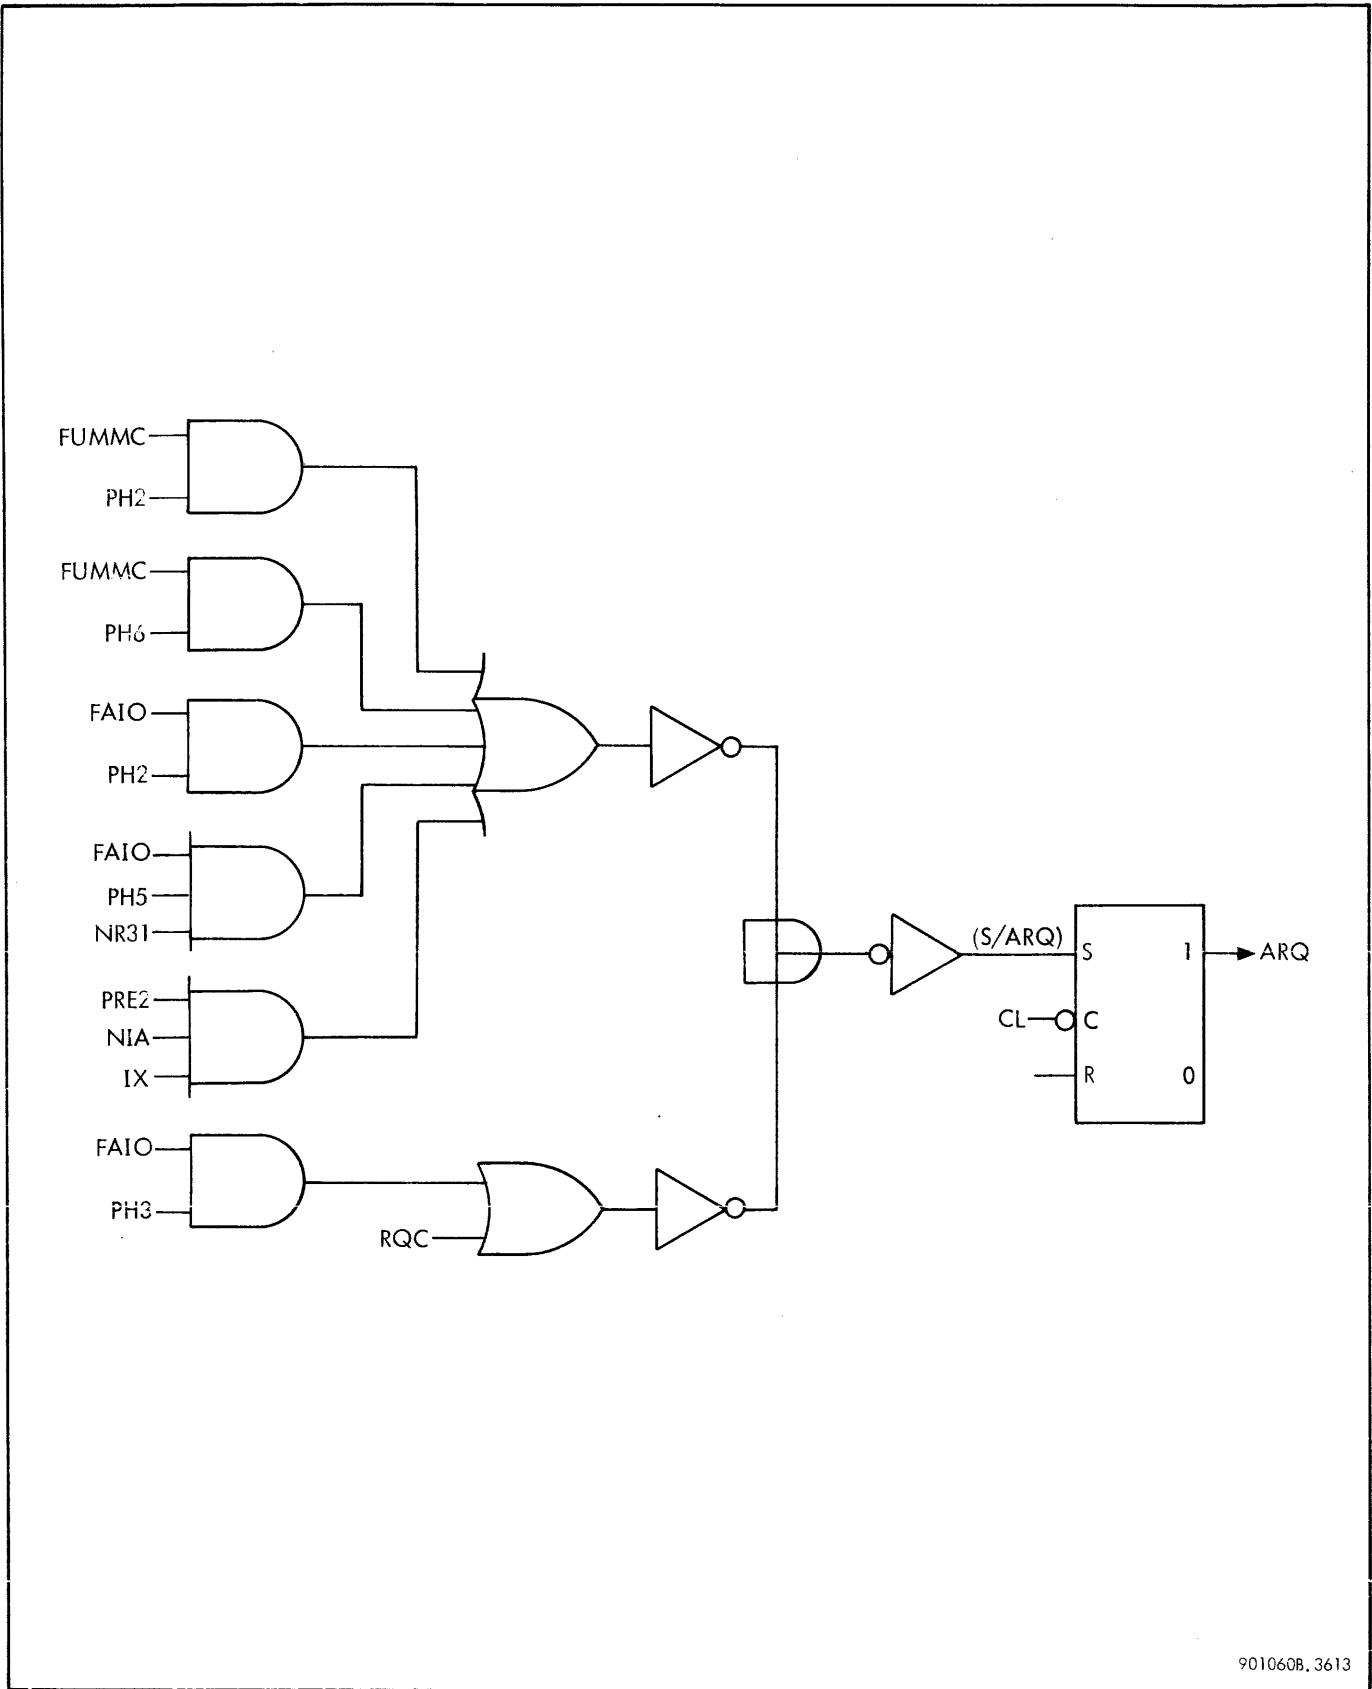 FUMMC
PH2
FUMMC
PH6
FAIO
PH2
FAIO
PH5
NR31
PRE2
NIA
IX
FAIO
PH3
RQC
(S/ARQ)
S
1
ARQ
CL
C
R
0
901060B.3613